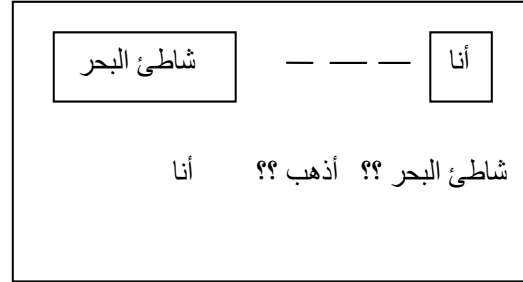 أنا — — — شاطئ البحر
شاطئ البحر ؟؟ أذهب ؟؟ أنا